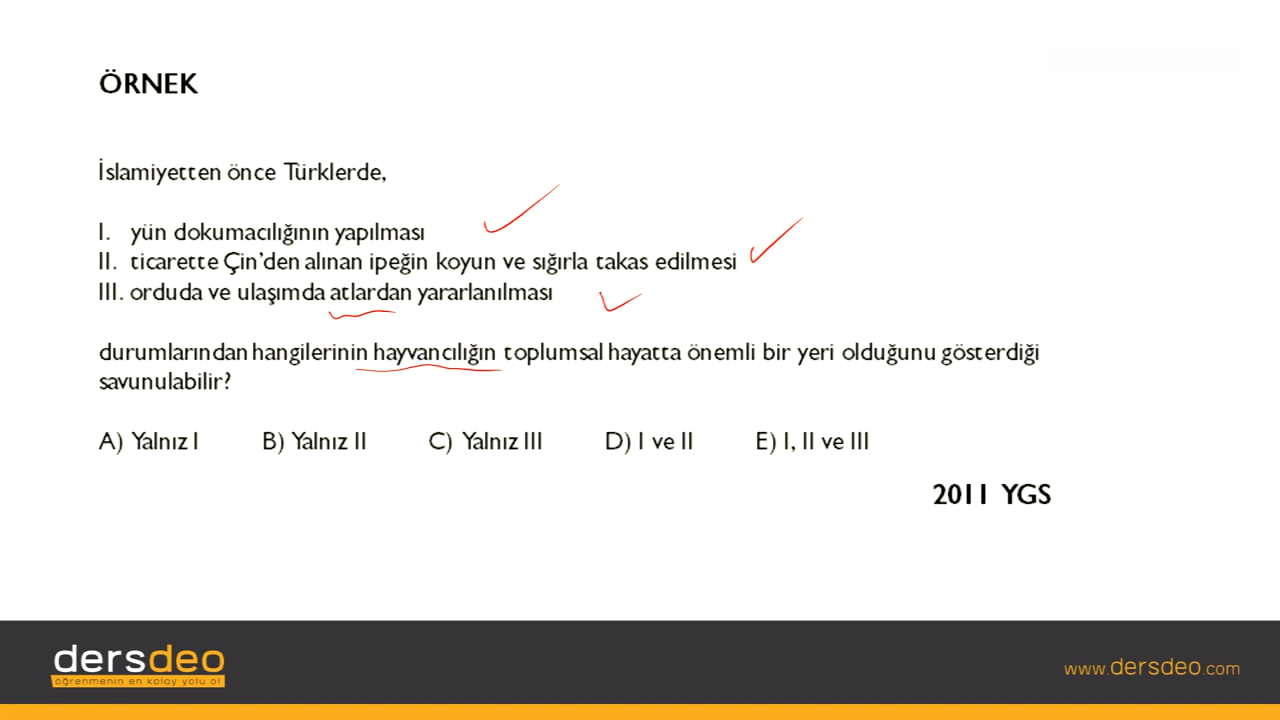 ÖRNEK
İslamiyetten önce Türklerde,
I. yün dokumacılığının yapılması
II. ticarette Çin'den alınan ipeğin koyun ve sığırla takas edilmesi
III. orduda ve ulaşımda atlardan yararlanılması
durumlarından hangilerinin hayvancılığın toplumsal hayatta önemli bir yeri olduğunu gösterdiği
savunulabilir?
A) Yalnız I B) Yalnız II C) Yalnız III D) I ve II E) I, II ve III
2011 YGS
dersdeo
öğrenmenin en kolay yolu o!
www.dersdeo.com